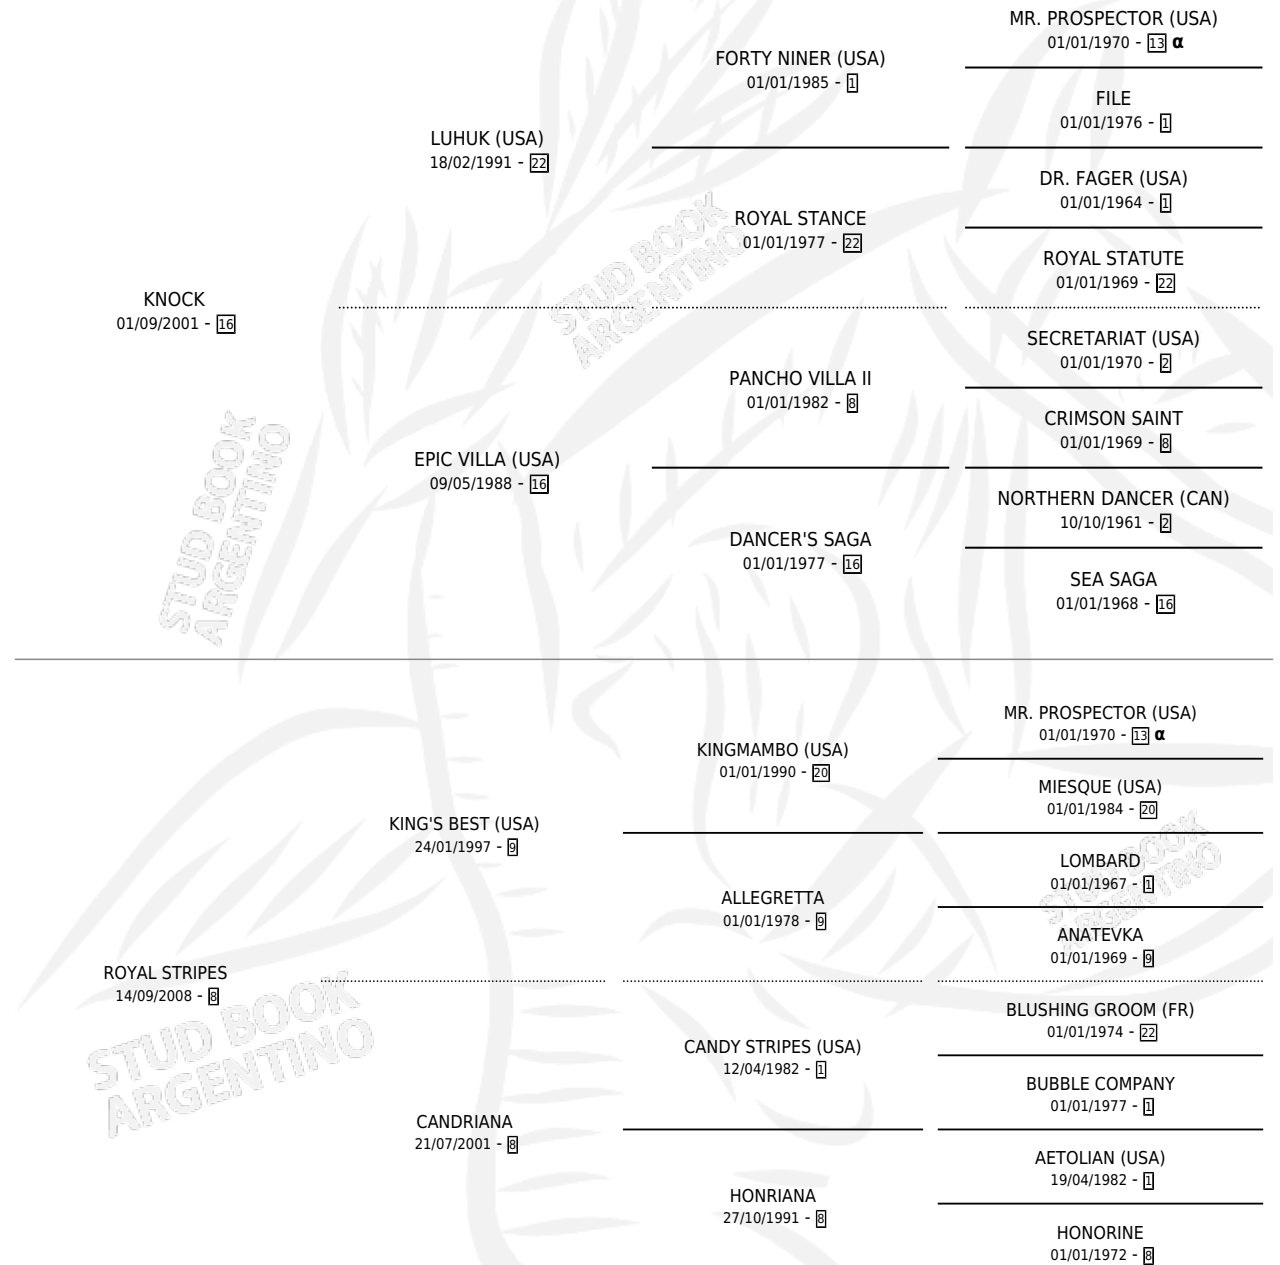 KNOCK
01/09/2001 - 16
LUHUK (USA)
18/02/1991 - 22
EPIC VILLA (USA)
09/05/1988 - 16
FORTY NINER (USA)
01/01/1985 - 1
ROYAL STANCE
01/01/1977 - 22
PANCHO VILLA II
01/01/1982 - 8
DANCER'S SAGA
01/01/1977 - 16
MR. PROSPECTOR (USA)
01/01/1970 - 13 α
FILE
01/01/1976 - 1
DR. FAGER (USA)
01/01/1964 - 1
ROYAL STATUTE
01/01/1969 - 22
SECRETARIAT (USA)
01/01/1970 - 2
CRIMSON SAINT
01/01/1969 - 8
NORTHERN DANCER (CAN)
10/10/1961 - 2
SEA SAGA
01/01/1968 - 16
ROYAL STRIPES
14/09/2008 - 8
KING'S BEST (USA)
24/01/1997 - 9
CANDRIANA
21/07/2001 - 8
KINGMAMBO (USA)
01/01/1990 - 20
ALLEGRETTA
01/01/1978 - 9
CANDY STRIPES (USA)
12/04/1982 - 1
HONRIANA
27/10/1991 - 8
MR. PROSPECTOR (USA)
01/01/1970 - 13 α
MIESQUE (USA)
01/01/1984 - 20
LOMBARD
01/01/1967 - 1
ANATEVKA
01/01/1969 - 9
BLUSHING GROOM (FR)
01/01/1974 - 22
BUBBLE COMPANY
01/01/1977 - 1
AETOLIAN (USA)
19/04/1982 - 1
HONORINE
01/01/1972 - 8
STUD BOOK
ARGENTINO
STUD BOOK
ARGENTINO
STUD BOOK
ARGENTINO
STUD BOOK
ARGENTINO